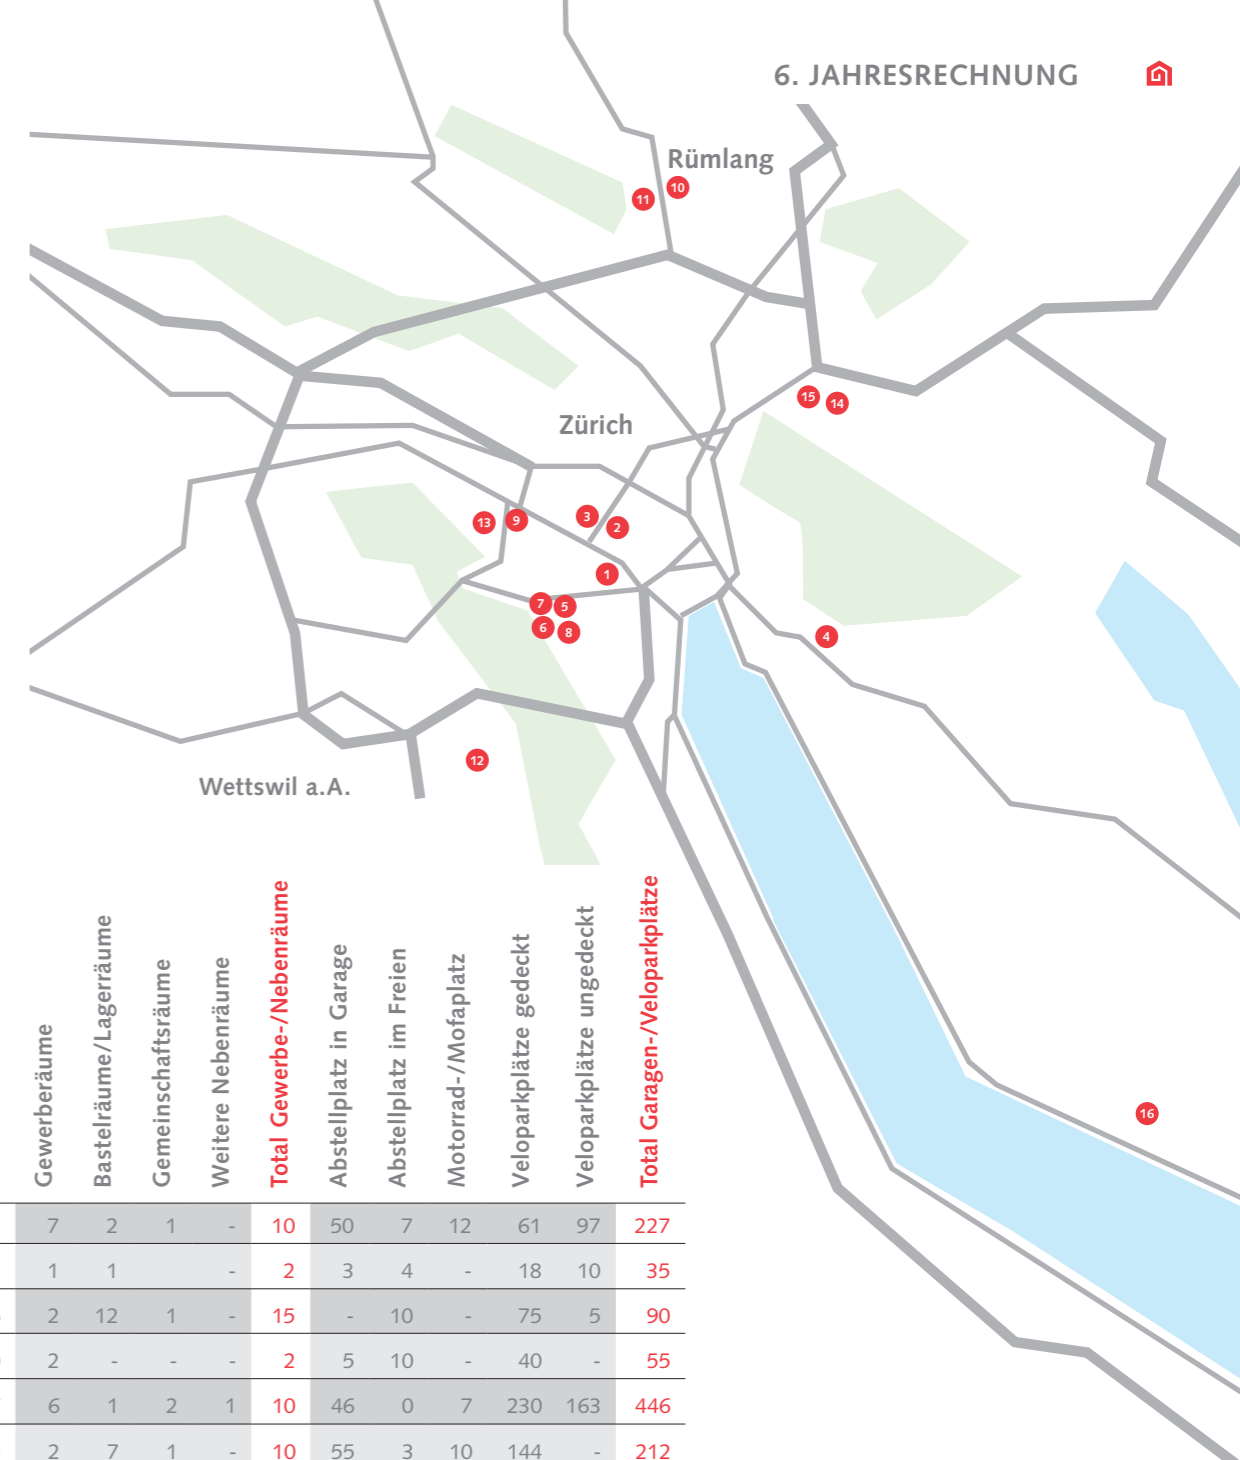 6. JAHRESRECHNUNG
Rümlang
10
11
15
14
Zürich
3
13
9
2
1
7
5
6
8
4
12
Wettswil a.A.
16
Gewerberäume
Bastelräume/Lagerräume
Gemeinschaftsräume
Weitere Nebenräume
Total Gewerbe-/Nebenräume
Abstellplatz in Garage
Abstellplatz im Freien
Motorrad-/Mofaplatz
Veloparkplätze gedeckt
Veloparkplätze ungedeckt
Total Garagen-/Veloparkplätze
7 2 1 - 10 50 7 12 61 97 227
1 1 - 2 3 4 - 18 10 35
2 12 1 - 15 - 10 - 75 5 90
2 - - - 2 5 10 - 40 - 55
6 1 2 1 10 46 0 7 230 163 446
2 7 1 - 10 55 3 10 144 - 212